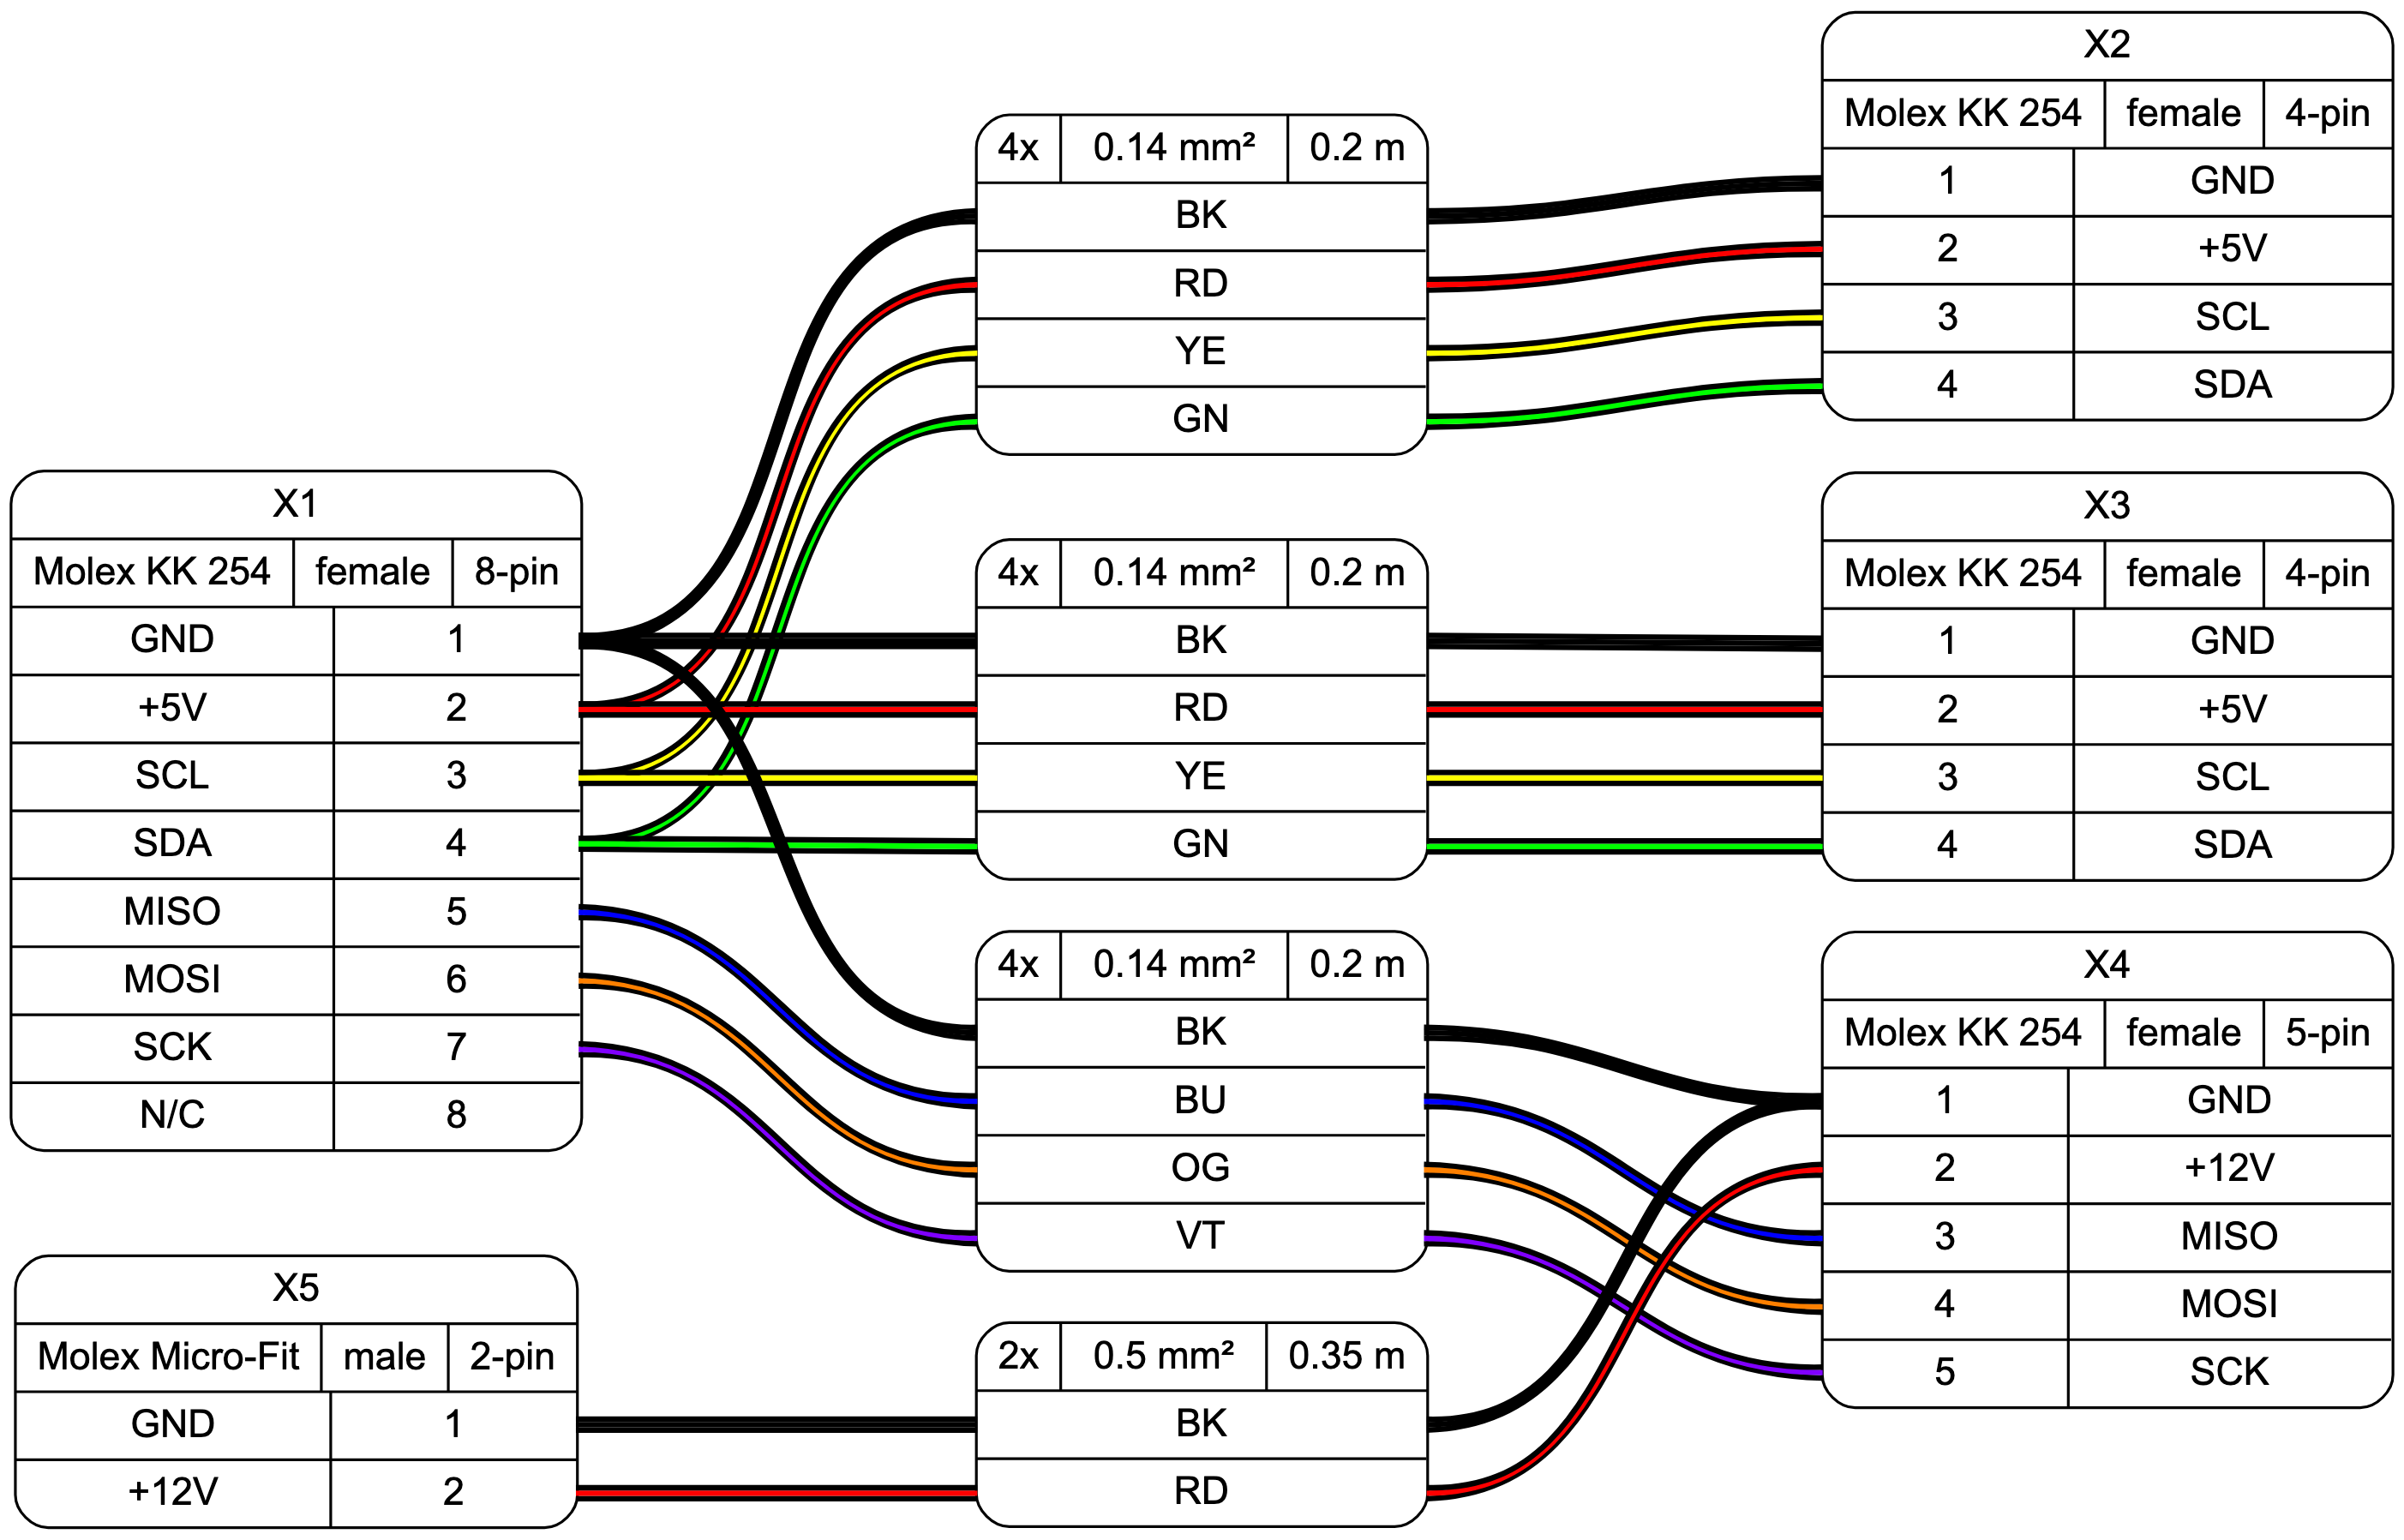 X1
Molex KK 254 female 8-pin
GND 1
+5V 2
SCL 3
SDA 4
MISO 5
MOSI 6
SCK 7
N/C 8
X5
Molex Micro-Fit male 2-pin
GND 1
+12V 2
4x 0.14 mm² 0.2 m
BK
RD
YE
GN
4x 0.14 mm² 0.2 m
BK
RD
YE
GN
4x 0.14 mm² 0.2 m
BK
BU
OG
VT
2x 0.5 mm² 0.35 m
BK
RD
X2
Molex KK 254 female 4-pin
1 GND
2 +5V
3 SCL
4 SDA
X3
Molex KK 254 female 4-pin
1 GND
2 +5V
3 SCL
4 SDA
X4
Molex KK 254 female 5-pin
1 GND
2 +12V
3 MISO
4 MOSI
5 SCK